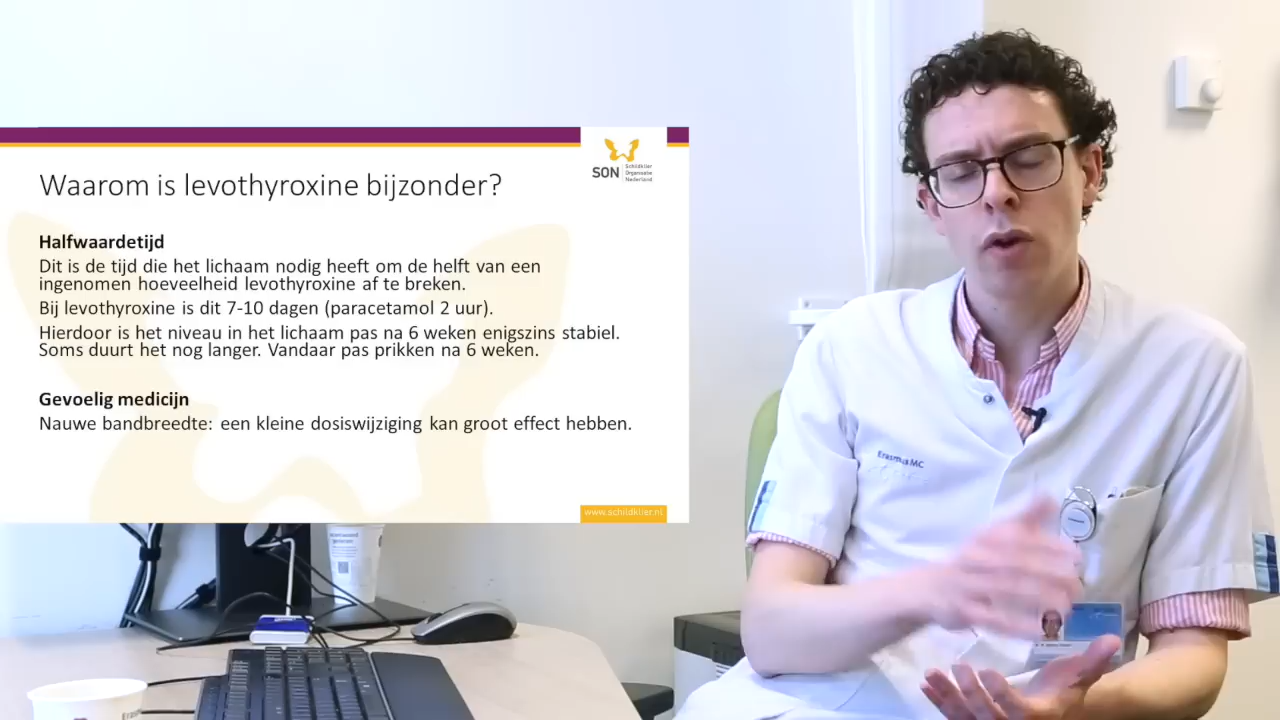 SON
Schildklier
Organisatie
Nederland
Waarom is levothyroxine bijzonder?
Halfwaardetijd
Dit is de tijd die het lichaam nodig heeft om de helft van een
ingenomen hoeveelheid levothyroxine af te breken.
Bij levothyroxine is dit 7-10 dagen (paracetamol 2 uur).
Hierdoor is het niveau in het lichaam pas na 6 weken enigszins stabiel.
Soms duurt het nog langer. Vandaar pas prikken na 6 weken.
Gevoelig medicijn
Nauwe bandbreedte: een kleine dosiswijziging kan groot effect hebben.
www.schildklier.nl
Erasmus MC